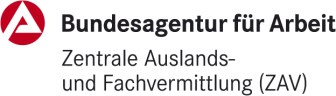 Bundesagentur für Arbeit
Zentrale Auslands-
und Fachvermittlung (ZAV)